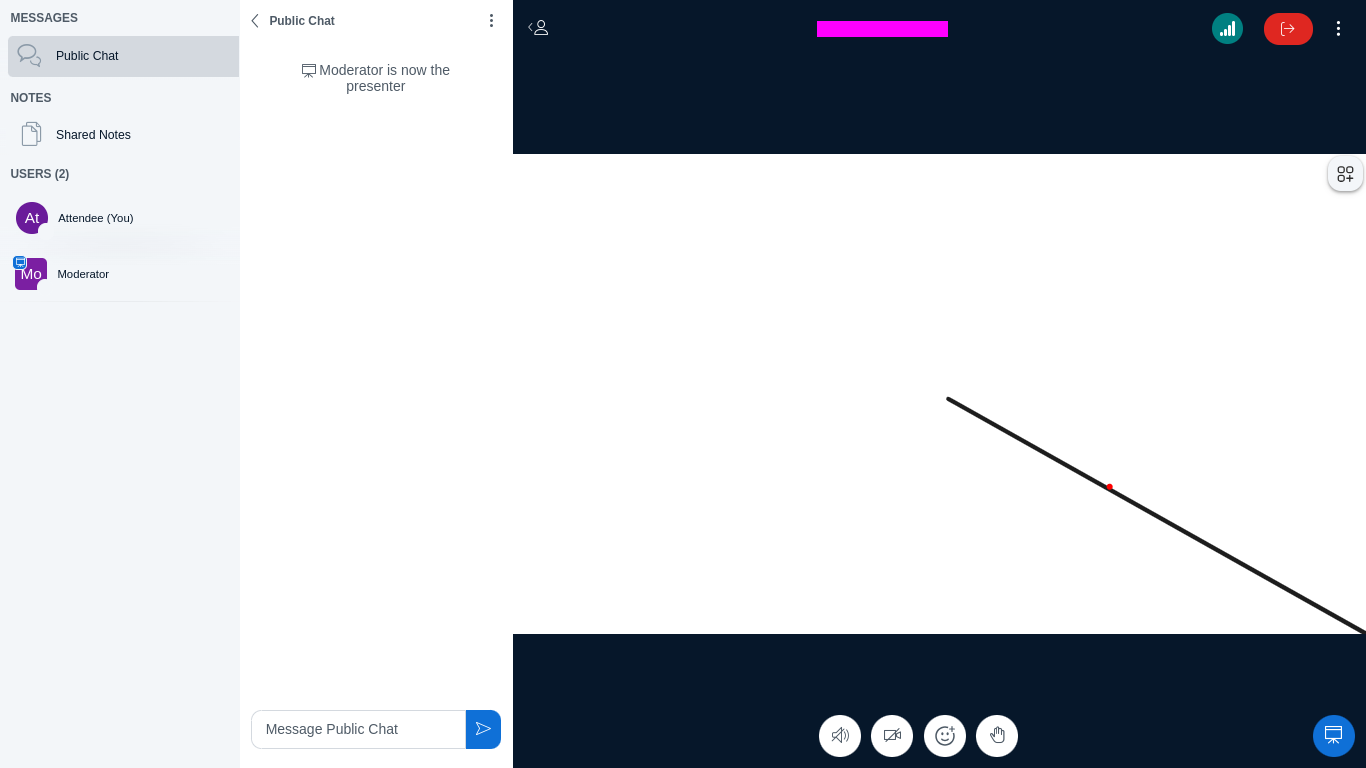 MESSAGES
Public Chat
NOTES
Shared Notes
USERS (2)
At
Attendee (You)
Mo
Moderator
Public Chat
Moderator is now the
presenter
Message Public Chat